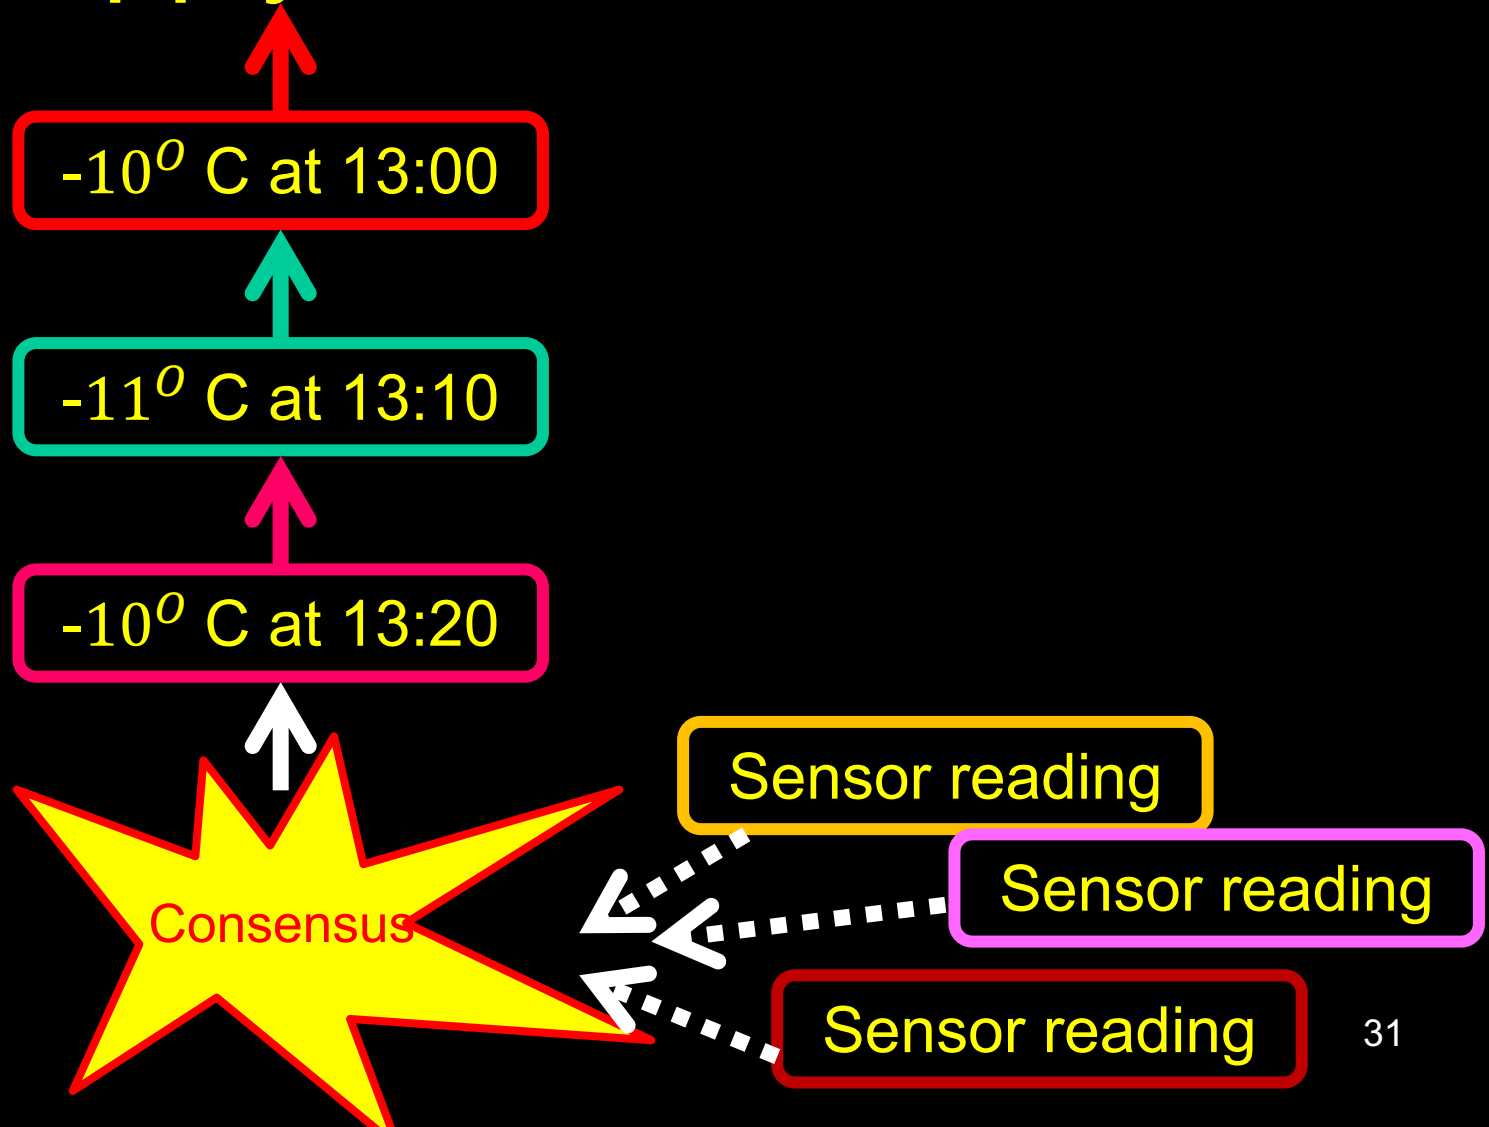 -10⁰ C at 13:00
-11⁰ C at 13:10
-10⁰ C at 13:20
Sensor reading
Sensor reading
Consensus
Sensor reading
31